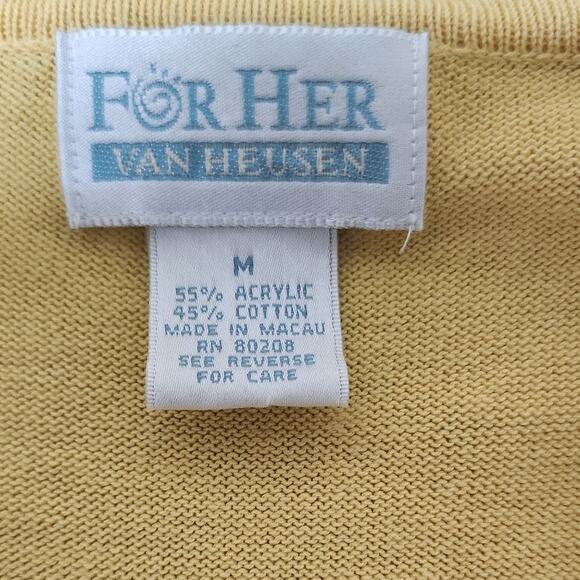 FOR HER
VAN HEUSEN
M
55% ACRYLIC
45% COTTON
MADE IN MACAU
RN 80208
SEE REVERSE
FOR CARE